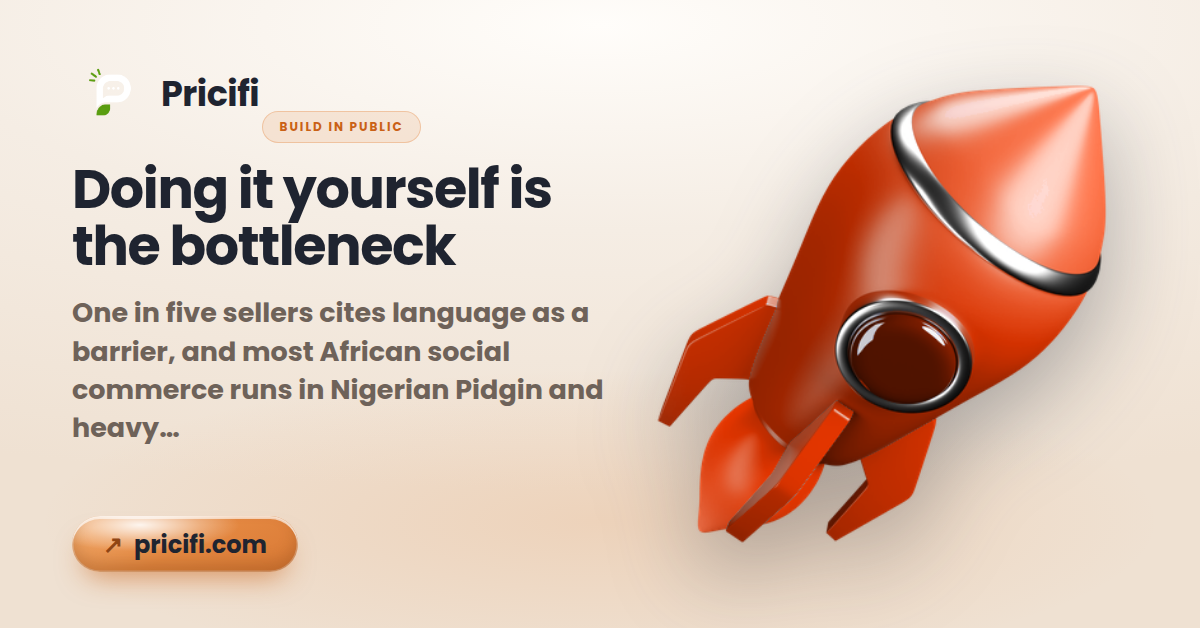 Pricifi
BUILD IN PUBLIC
Doing it yourself is
the bottleneck
One in five sellers cites language as a
barrier, and most African social
commerce runs in Nigerian Pidgin and
heavy...
↗ pricifi.com